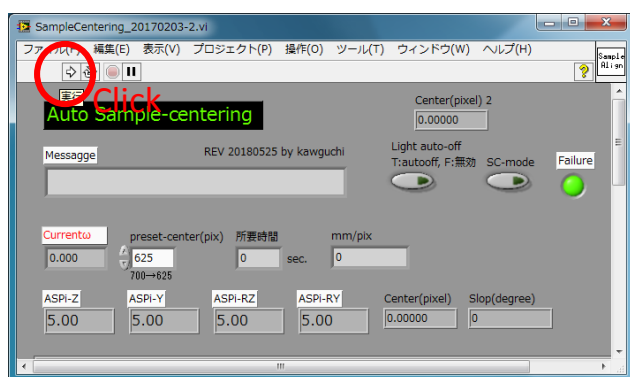 SampleCentering_20170203-2.vi
ファイル(F) 編集(E) 表示(V) プロジェクト(P) 操作(O) ツール(T) ウィンドウ(W) ヘルプ(H)
Sample
Align
実行
Click
Auto Sample-centering
Center(pixel) 2
0.00000
Messagge
REV 20180525 by kawguchi
Light auto-off
T:autooff, F:無効
SC-mode
Failure
Currentω
preset-center(pix)
所要時間
mm/pix
0.000
625
0
sec.
0
700→625
ASPi-Z
ASPi-Y
ASPi-RZ
ASPi-RY
Center(pixel)
Slop(degree)
5.00
5.00
5.00
5.00
0.00000
0